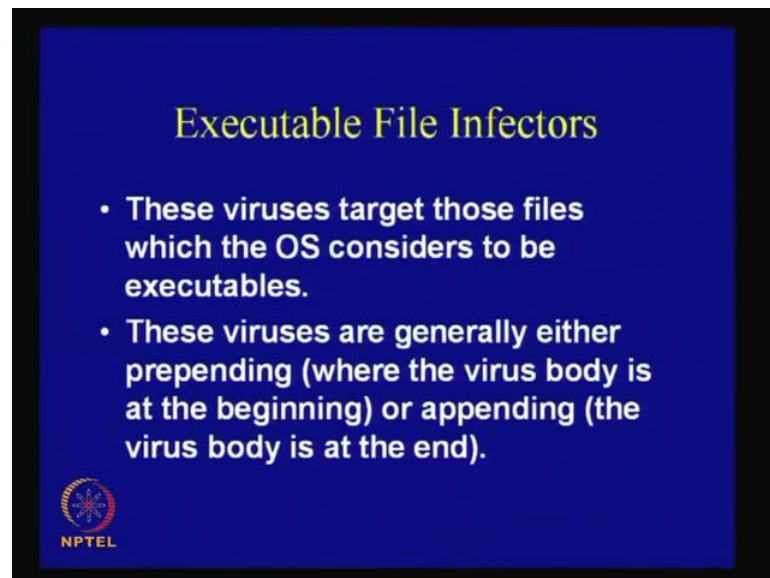 Executable File Infectors
• These viruses target those files
which the OS considers to be
executables.
• These viruses are generally either
prepending (where the virus body is
at the beginning) or appending (the
virus body is at the end).
NPTEL